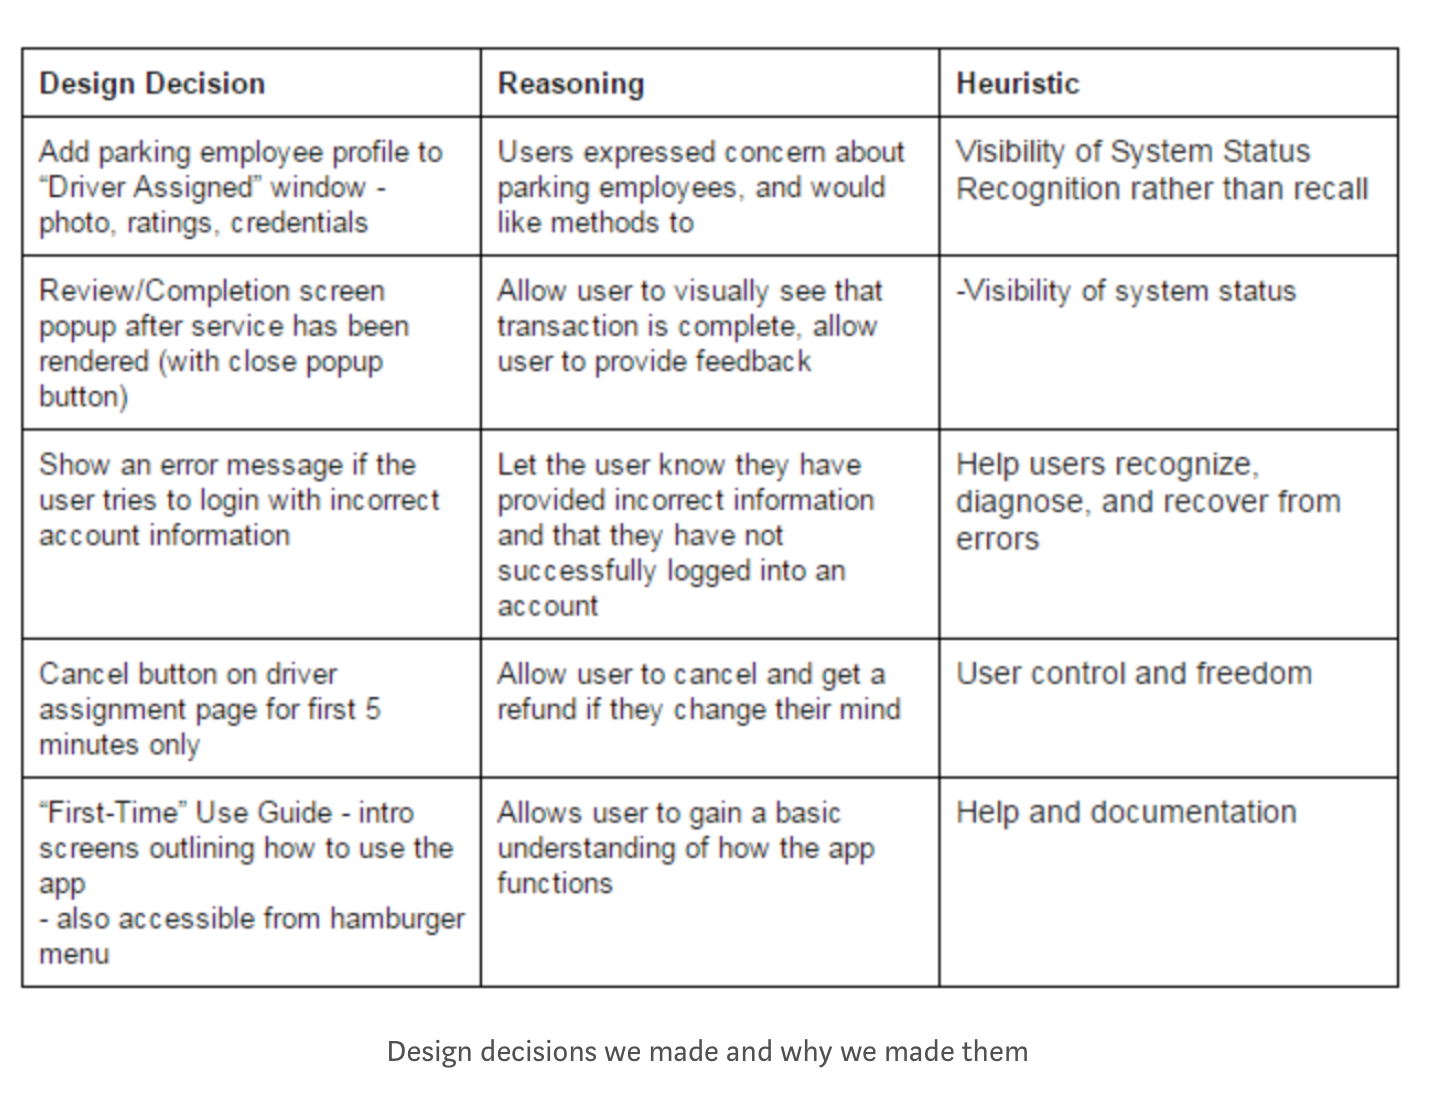 Design Decision
Reasoning
Heuristic
Add parking employee profile to
“Driver Assigned” window -
photo, ratings, credentials
Users expressed concern about
parking employees, and would
like methods to
Visibility of System Status
Recognition rather than recall
Review/Completion screen
popup after service has been
rendered (with close popup
button)
Allow user to visually see that
transaction is complete, allow
user to provide feedback
-Visibility of system status
Show an error message if the
user tries to login with incorrect
account information
Let the user know they have
provided incorrect information
and that they have not
successfully logged into an
account
Help users recognize,
diagnose, and recover from
errors
Cancel button on driver
assignment page for first 5
minutes only
Allow user to cancel and get a
refund if they change their mind
User control and freedom
“First-Time” Use Guide - intro
screens outlining how to use the
app
- also accessible from hamburger
menu
Allows user to gain a basic
understanding of how the app
functions
Help and documentation
Design decisions we made and why we made them